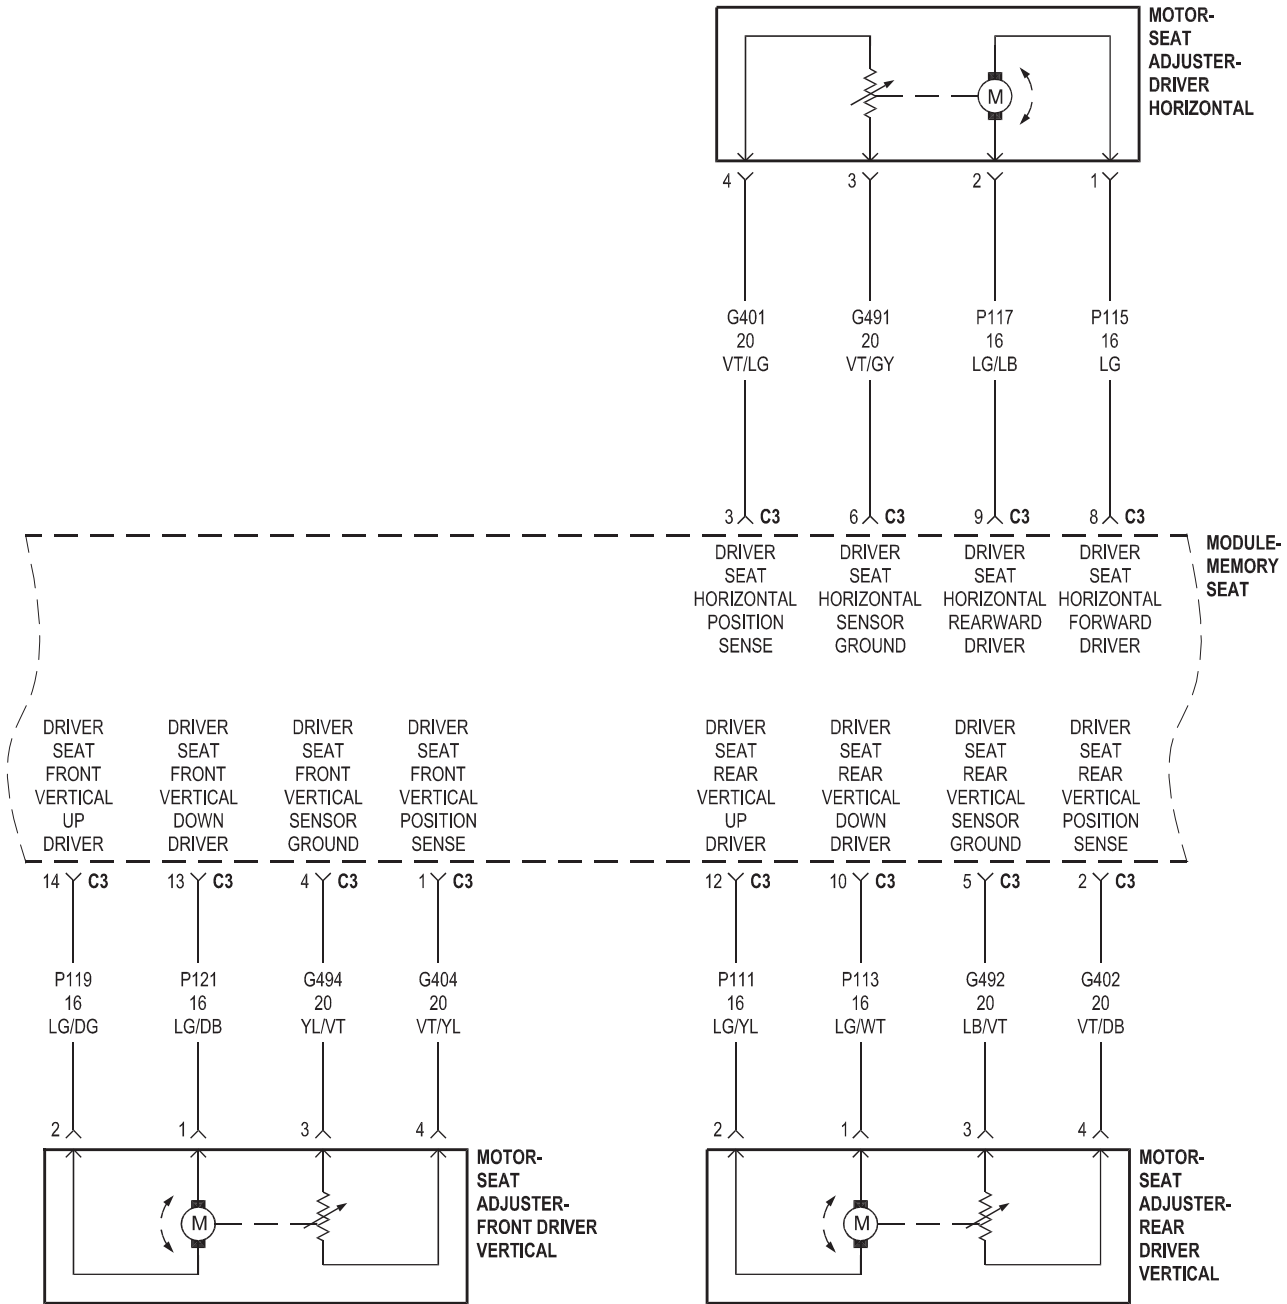 MOTOR-
SEAT
ADJUSTER-
DRIVER
HORIZONTAL
M
4 3 2 1
G401 G491 P117 P115
20 20 16 16
VT/LG VT/GY LG/LB LG
3 C3 6 C3 9 C3 8 C3
MODULE-
MEMORY
SEAT
DRIVER DRIVER DRIVER DRIVER
SEAT SEAT SEAT SEAT
HORIZONTAL HORIZONTAL HORIZONTAL HORIZONTAL
POSITION SENSOR REARWARD FORWARD
SENSE GROUND DRIVER DRIVER
DRIVER DRIVER DRIVER DRIVER DRIVER DRIVER DRIVER DRIVER
SEAT SEAT SEAT SEAT SEAT SEAT SEAT SEAT
FRONT FRONT FRONT FRONT REAR REAR REAR REAR
VERTICAL VERTICAL VERTICAL VERTICAL VERTICAL VERTICAL VERTICAL VERTICAL
UP DOWN SENSOR POSITION UP DOWN SENSOR POSITION
DRIVER DRIVER GROUND SENSE DRIVER DRIVER GROUND SENSE
14 C3 13 C3 4 C3 1 C3 12 C3 10 C3 5 C3 2 C3
P119 P121 G494 G404 P111 P113 G492 G402
16 16 20 20 16 16 20 20
LG/DG LG/DB YL/VT VT/YL LG/YL LG/WT LB/VT VT/DB
2 1 3 4 2 1 3 4
MOTOR-
SEAT
ADJUSTER-
FRONT DRIVER
VERTICAL
M
MOTOR-
SEAT
ADJUSTER-
REAR
DRIVER
VERTICAL
M